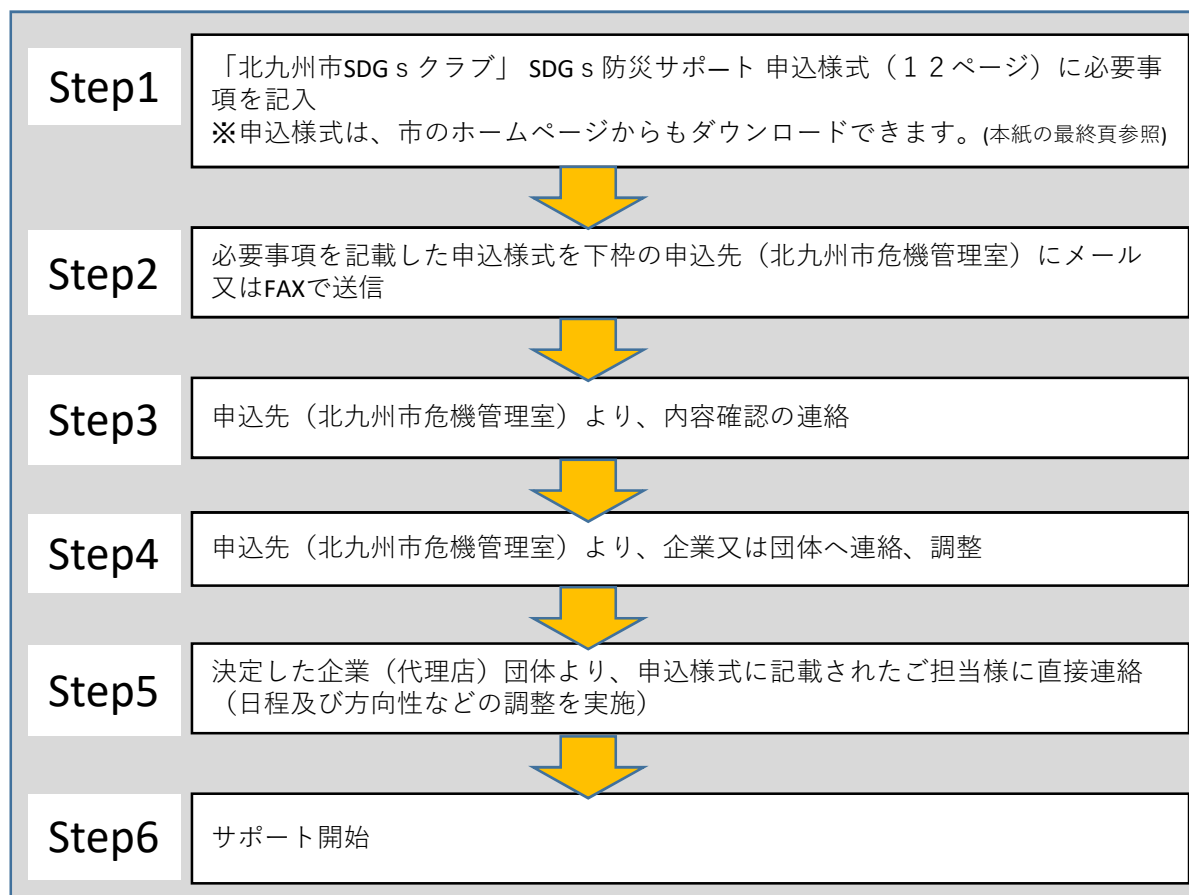 Step1
「北九州市SDGｓクラブ」 SDGｓ防災サポート 申込様式（１２ページ）に必要事
項を記入
※申込様式は、市のホームページからもダウンロードできます。(本紙の最終頁参照)
Step2
必要事項を記載した申込様式を下枠の申込先（北九州市危機管理室）にメール
又はFAXで送信
Step3
申込先（北九州市危機管理室）より、内容確認の連絡
Step4
申込先（北九州市危機管理室）より、企業又は団体へ連絡、調整
Step5
決定した企業（代理店）団体より、申込様式に記載されたご担当様に直接連絡
（日程及び方向性などの調整を実施）
Step6
サポート開始